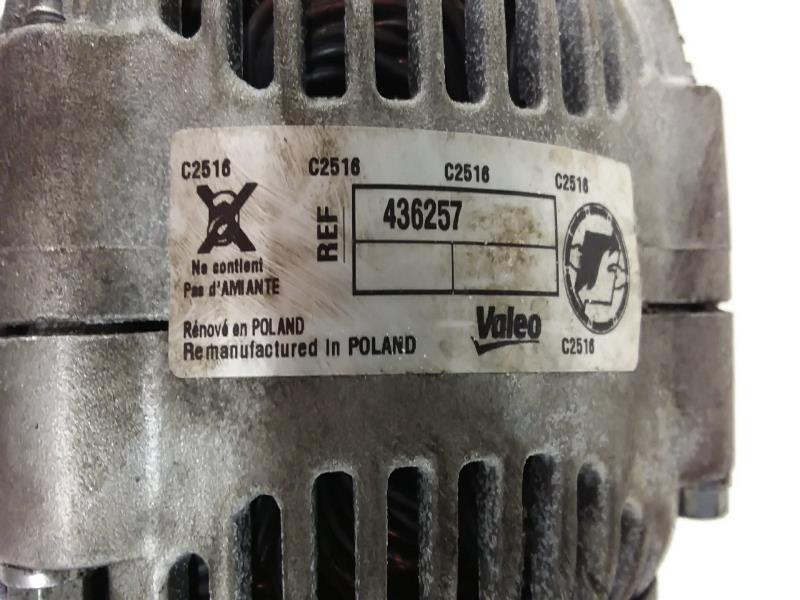 C2516 C2516 C2516 C2516
REF 436257
Ne contient
Pas d'AMIANTE
Rénové en POLAND
Remanufactured in POLAND
Valeo
C2516